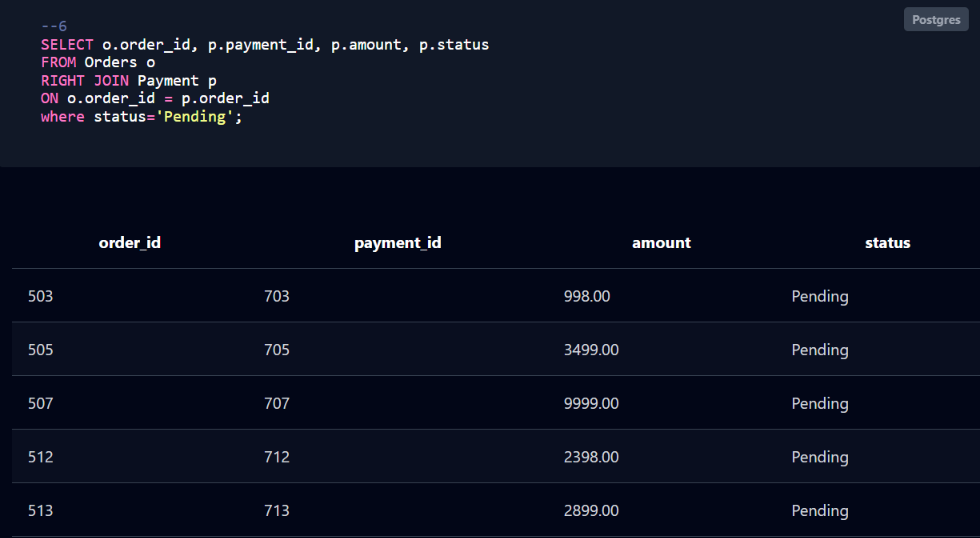 Postgres
--6
SELECT o.order_id, p.payment_id, p.amount, p.status
FROM Orders o
RIGHT JOIN Payment p
ON o.order_id = p.order_id
where status='Pending';
order_id payment_id amount status
503 703 998.00 Pending
505 705 3499.00 Pending
507 707 9999.00 Pending
512 712 2398.00 Pending
513 713 2899.00 Pending